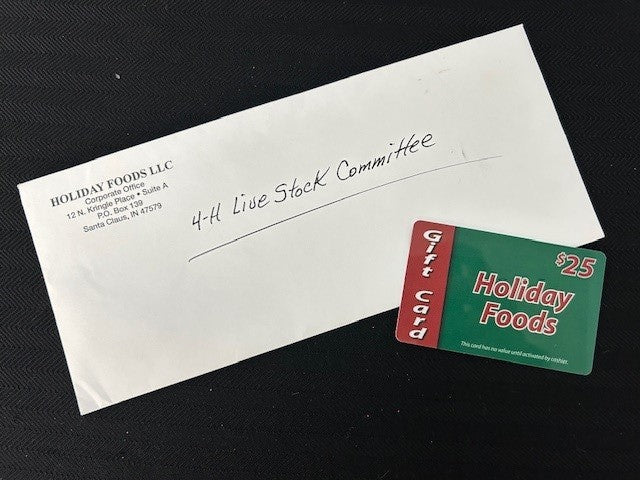 HOLIDAY FOODS LLC
Corporate Office
12 N. Kringle Place • Suite A
P.O. Box 139
Santa Claus, IN 47579
4-H Live Stock Committee
Gift Card
$25
Holiday
Foods
This card has no value until activated by cashier.